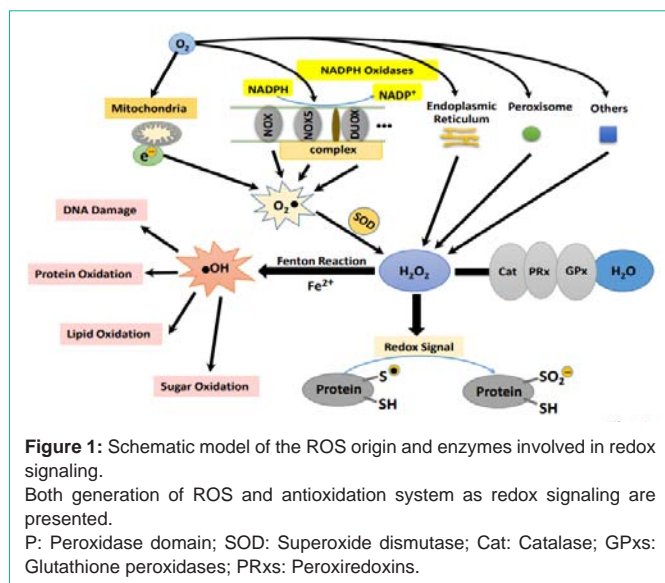 O₂
NADPH Oxidases
NADPH
NADP⁺
Mitochondria
e⊖
NOX
NOX5
DUOX
•••
complex
Endoplasmic
Reticulum
Peroxisome
Others
O₂•
SOD
DNA Damage
Protein Oxidation
Lipid Oxidation
Sugar Oxidation
•OH
Fenton Reaction
Fe²⁺
H₂O₂
Cat
PRx
GPx
H₂O
Redox Signal
Protein
S•
SH
Protein
SO₂⊖
SH
Figure 1: Schematic model of the ROS origin and enzymes involved in redox
signaling.
Both generation of ROS and antioxidation system as redox signaling are
presented.
P: Peroxidase domain; SOD: Superoxide dismutase; Cat: Catalase; GPxs:
Glutathione peroxidases; PRxs: Peroxiredoxins.